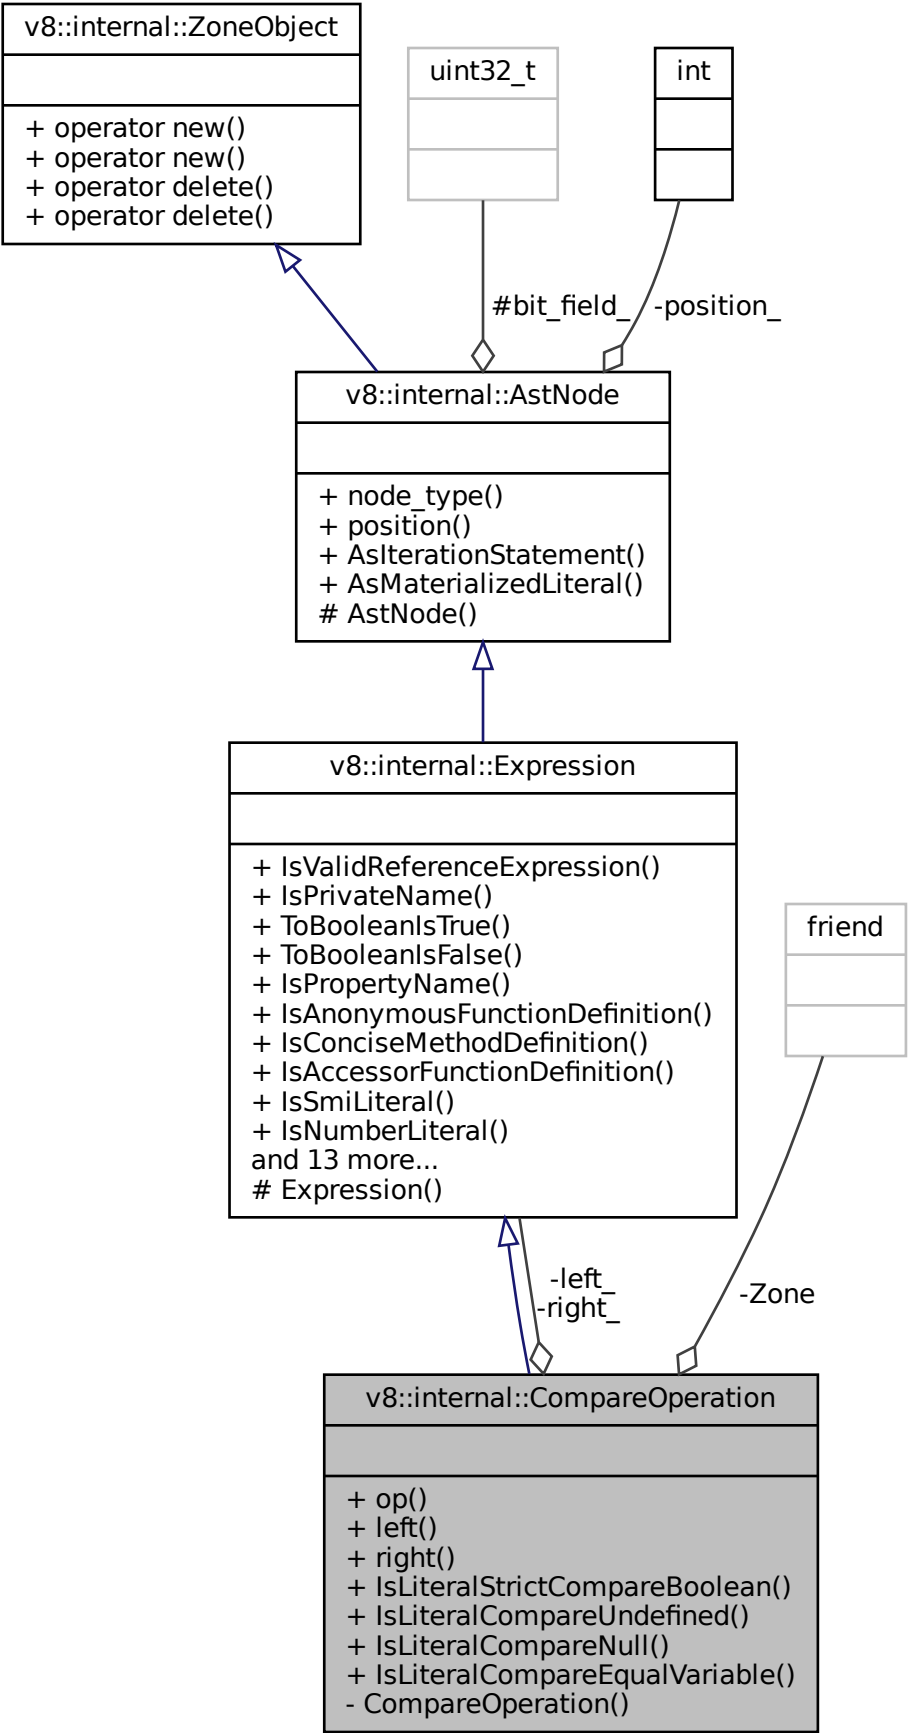 v8::internal::ZoneObject
+ operator new()
+ operator new()
+ operator delete()
+ operator delete()
uint32_t
int
#bit_field_
-position_
v8::internal::AstNode
+ node_type()
+ position()
+ AsIterationStatement()
+ AsMaterializedLiteral()
# AstNode()
v8::internal::Expression
+ IsValidReferenceExpression()
+ IsPrivateName()
+ ToBooleanIsTrue()
+ ToBooleanIsFalse()
+ IsPropertyName()
+ IsAnonymousFunctionDefinition()
+ IsConciseMethodDefinition()
+ IsAccessorFunctionDefinition()
+ IsSmiLiteral()
+ IsNumberLiteral()
and 13 more...
# Expression()
friend
-left_
-right_
-Zone
v8::internal::CompareOperation
+ op()
+ left()
+ right()
+ IsLiteralStrictCompareBoolean()
+ IsLiteralCompareUndefined()
+ IsLiteralCompareNull()
+ IsLiteralCompareEqualVariable()
- CompareOperation()